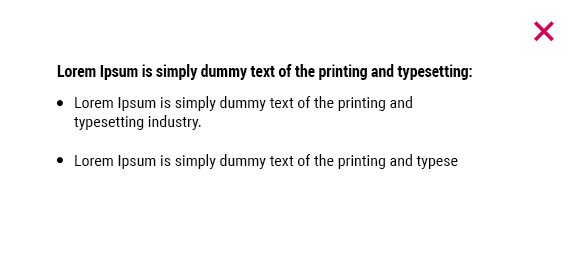 Lorem Ipsum is simply dummy text of the printing and typesetting:
• Lorem Ipsum is simply dummy text of the printing and
typesetting industry.
• Lorem Ipsum is simply dummy text of the printing and typese